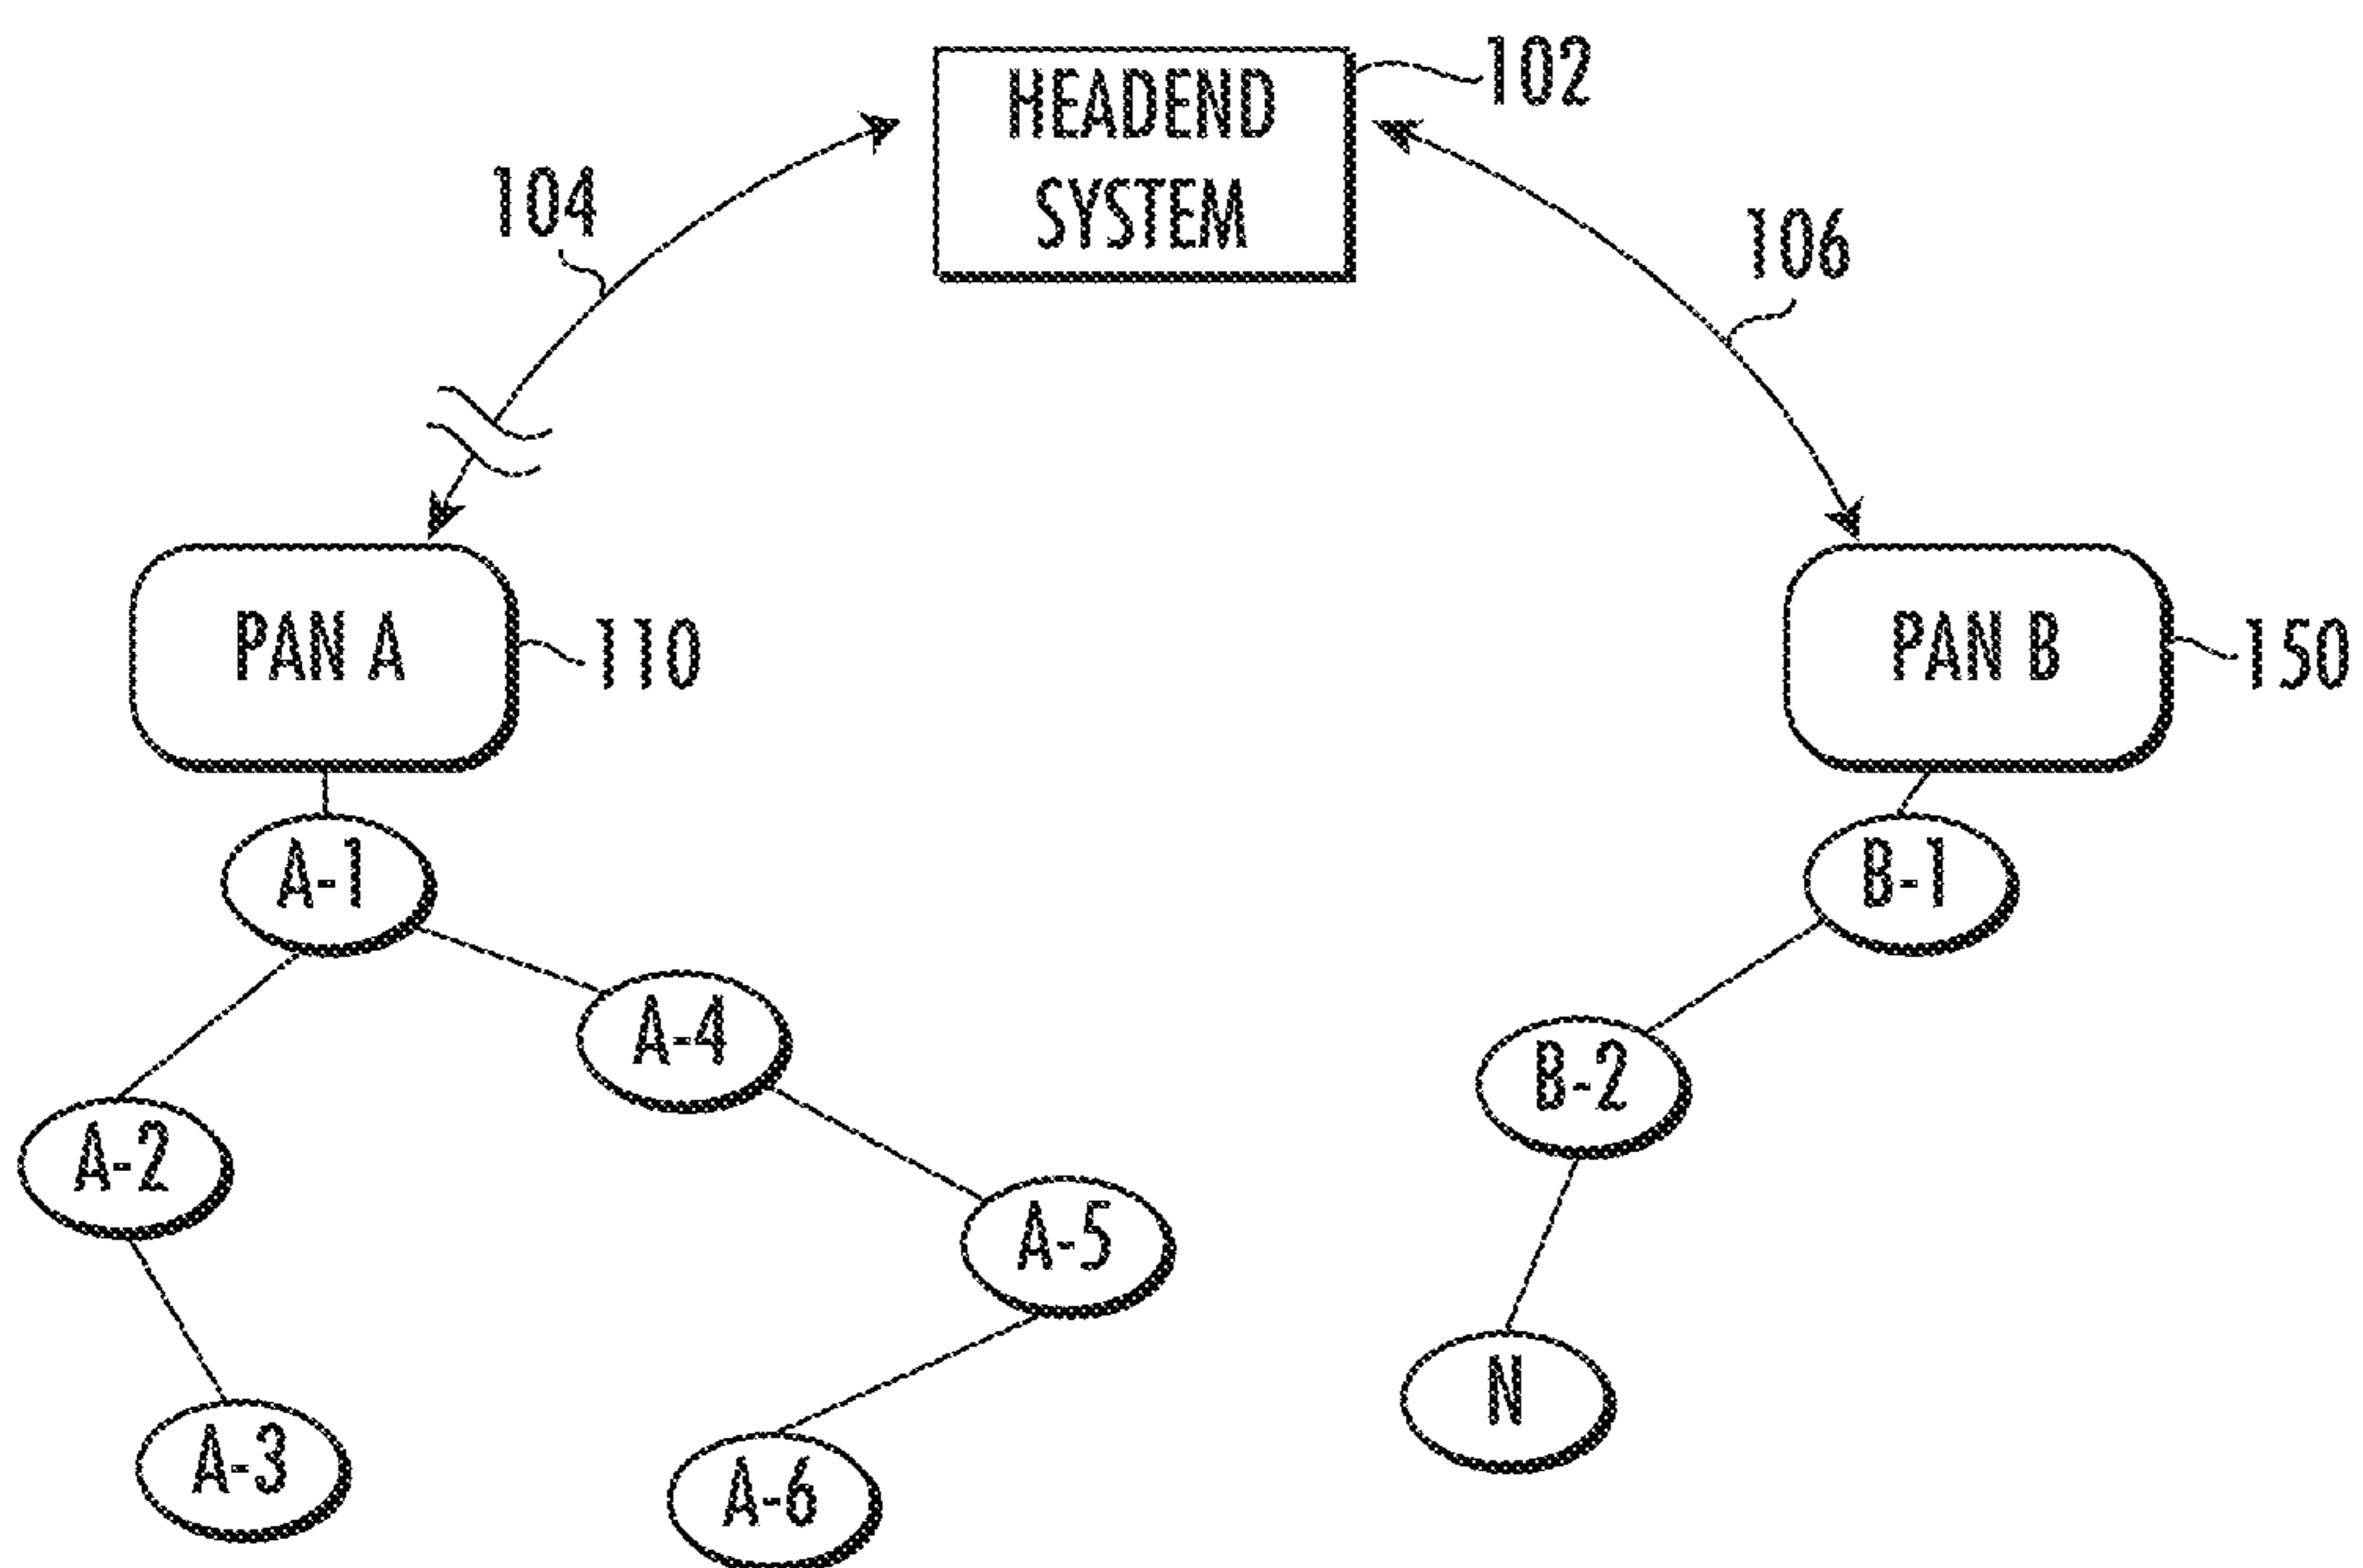 HEADEND
SYSTEM
102
104
106
PAN A
110
PAN B
150
A-1
B-1
A-4
B-2
A-2
A-5
N
A-3
A-6